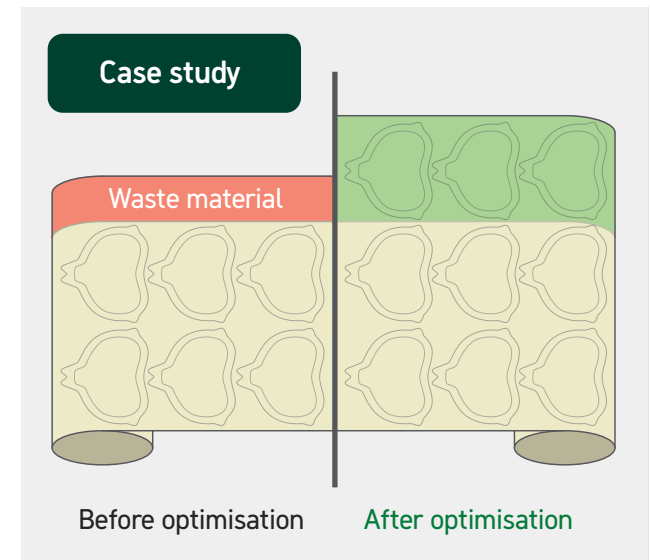 Case study
Waste material
Before optimisation
After optimisation